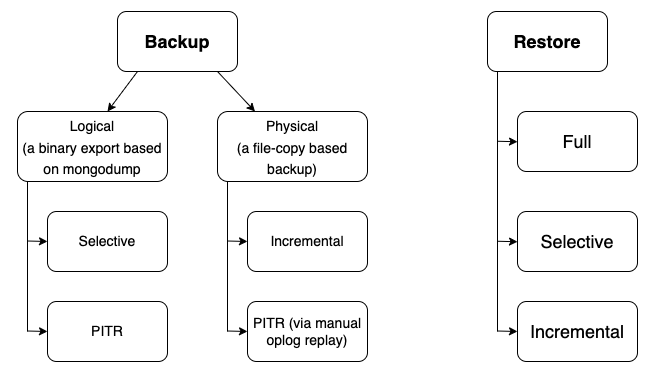 Backup
Restore
Logical
(a binary export based
on mongodump
Physical
(a file-copy based
backup)
Full
Selective
Incremental
Selective
PITR
PITR (via manual
oplog replay)
Incremental